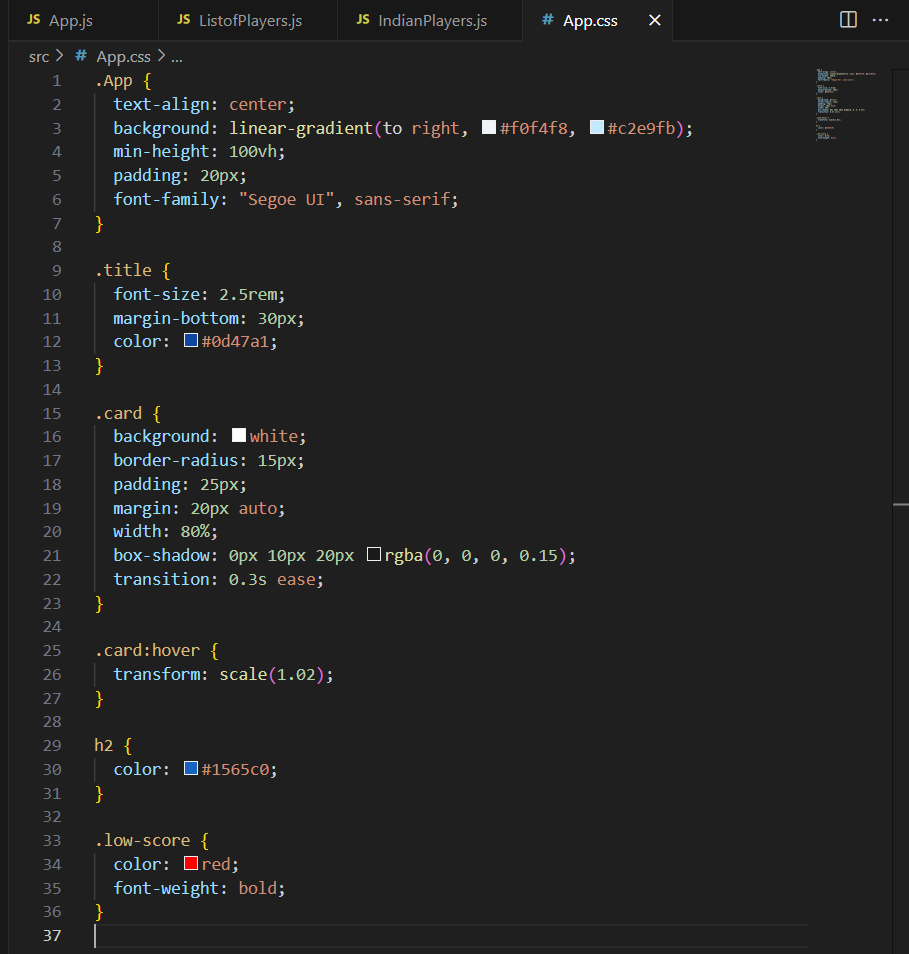 JS App.js JS ListofPlayers.js JS IndianPlayers.js # App.css × ...
src > # App.css > ...
1 .App {
2   text-align: center;
3   background: linear-gradient(to right, #f0f4f8, #c2e9fb);
4   min-height: 100vh;
5   padding: 20px;
6   font-family: "Segoe UI", sans-serif;
7 }
8
9 .title {
10   font-size: 2.5rem;
11   margin-bottom: 30px;
12   color: #0d47a1;
13 }
14
15 .card {
16   background: white;
17   border-radius: 15px;
18   padding: 25px;
19   margin: 20px auto;
20   width: 80%;
21   box-shadow: 0px 10px 20px rgba(0, 0, 0, 0.15);
22   transition: 0.3s ease;
23 }
24
25 .card:hover {
26   transform: scale(1.02);
27 }
28
29 h2 {
30   color: #1565c0;
31 }
32
33 .low-score {
34   color: red;
35   font-weight: bold;
36 }
37